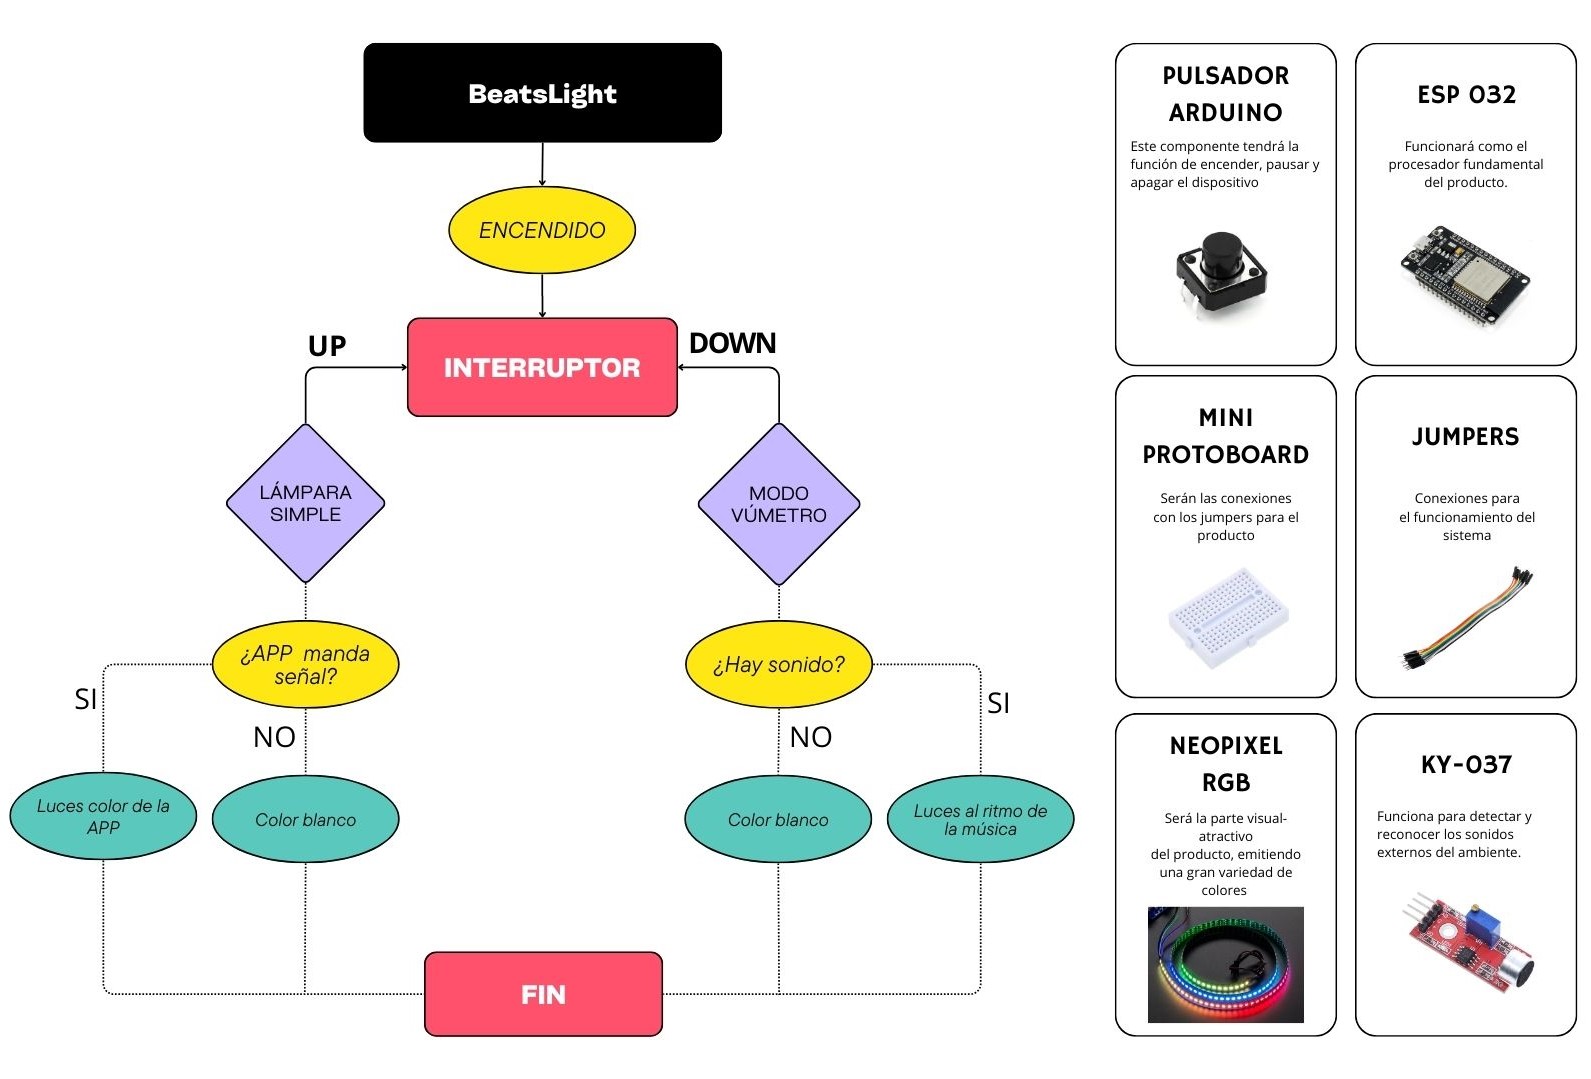 BeatsLight
ENCENDIDO
UP
DOWN
INTERRUPTOR
LÁMPARA
SIMPLE
MODO
VÚMETRO
¿APP manda
señal?
¿Hay sonido?
SI
NO
NO
SI
Luces color de la
APP
Color blanco
Color blanco
Luces al ritmo de
la música
FIN
PULSADOR
ARDUINO
Este componente tendrá la
función de encender, pausar y
apagar el dispositivo
ESP 032
Funcionará como el
procesador fundamental
del producto.
MINI
PROTOBOARD
Serán las conexiones
con los jumpers para el
producto
JUMPERS
Conexiones para
el funcionamiento del
sistema
NEOPIXEL
RGB
Será la parte visual-
atractivo
del producto, emitiendo
una gran variedad de
colores
KY-037
Funciona para detectar y
reconocer los sonidos
externos del ambiente.